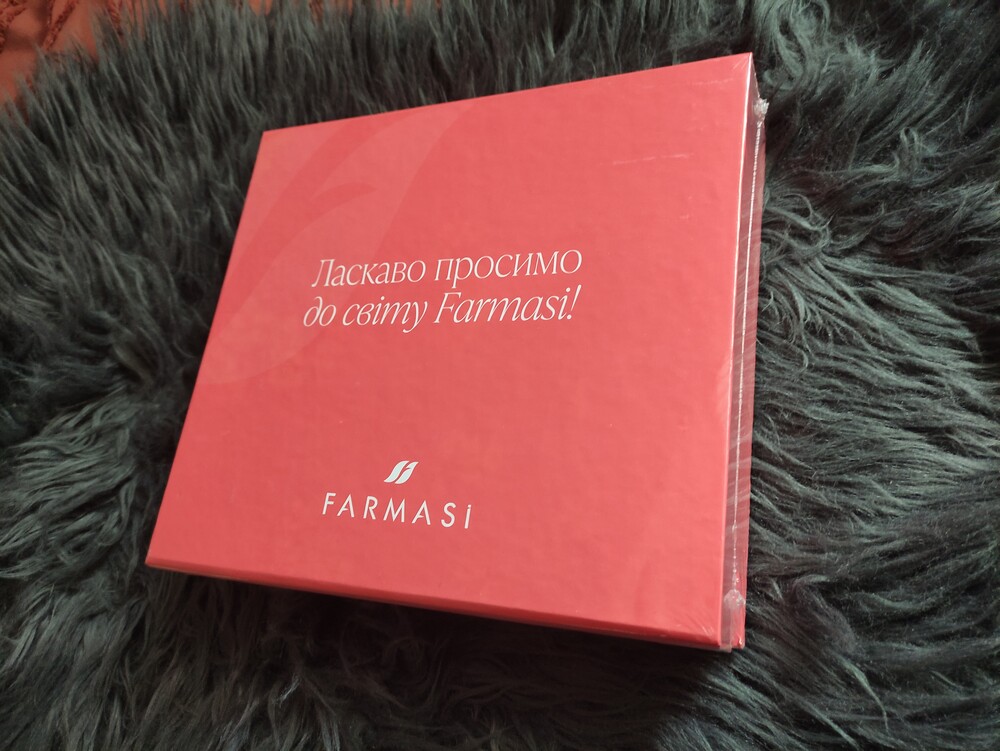 Ласкаво просимо
до світу Farmasi!
FARMASi